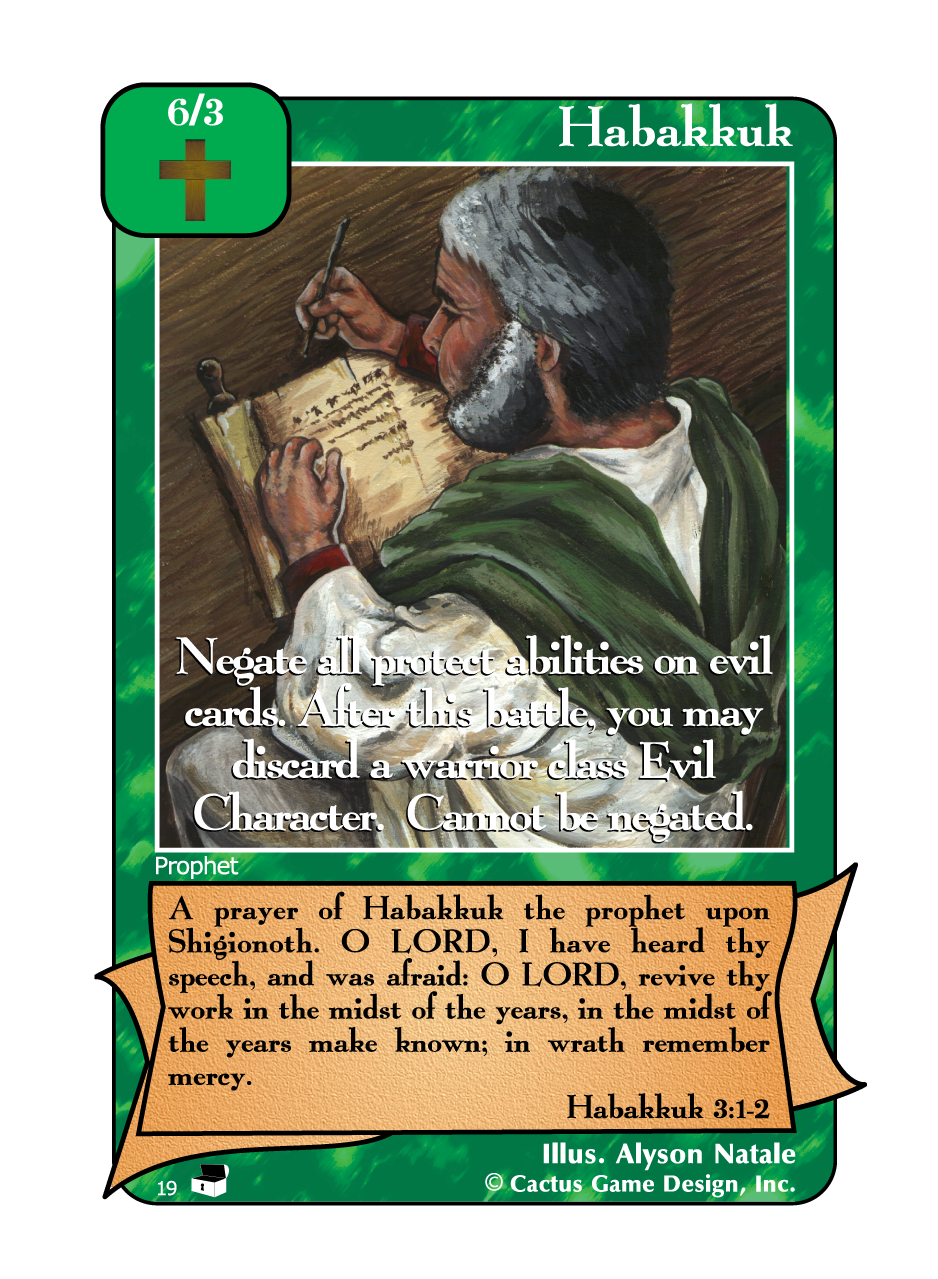 6/3
Habakkuk
Negate all protect abilities on evil
cards. After this battle, you may
discard a warrior class Evil
Character. Cannot be negated.
Prophet
A prayer of Habakkuk the prophet upon
Shigionoth. O LORD, I have heard thy
speech, and was afraid: O LORD, revive thy
work in the midst of the years, in the midst of
the years make known; in wrath remember
mercy.
Habakkuk 3:1-2
Illus. Alyson Natale
19
© Cactus Game Design, Inc.